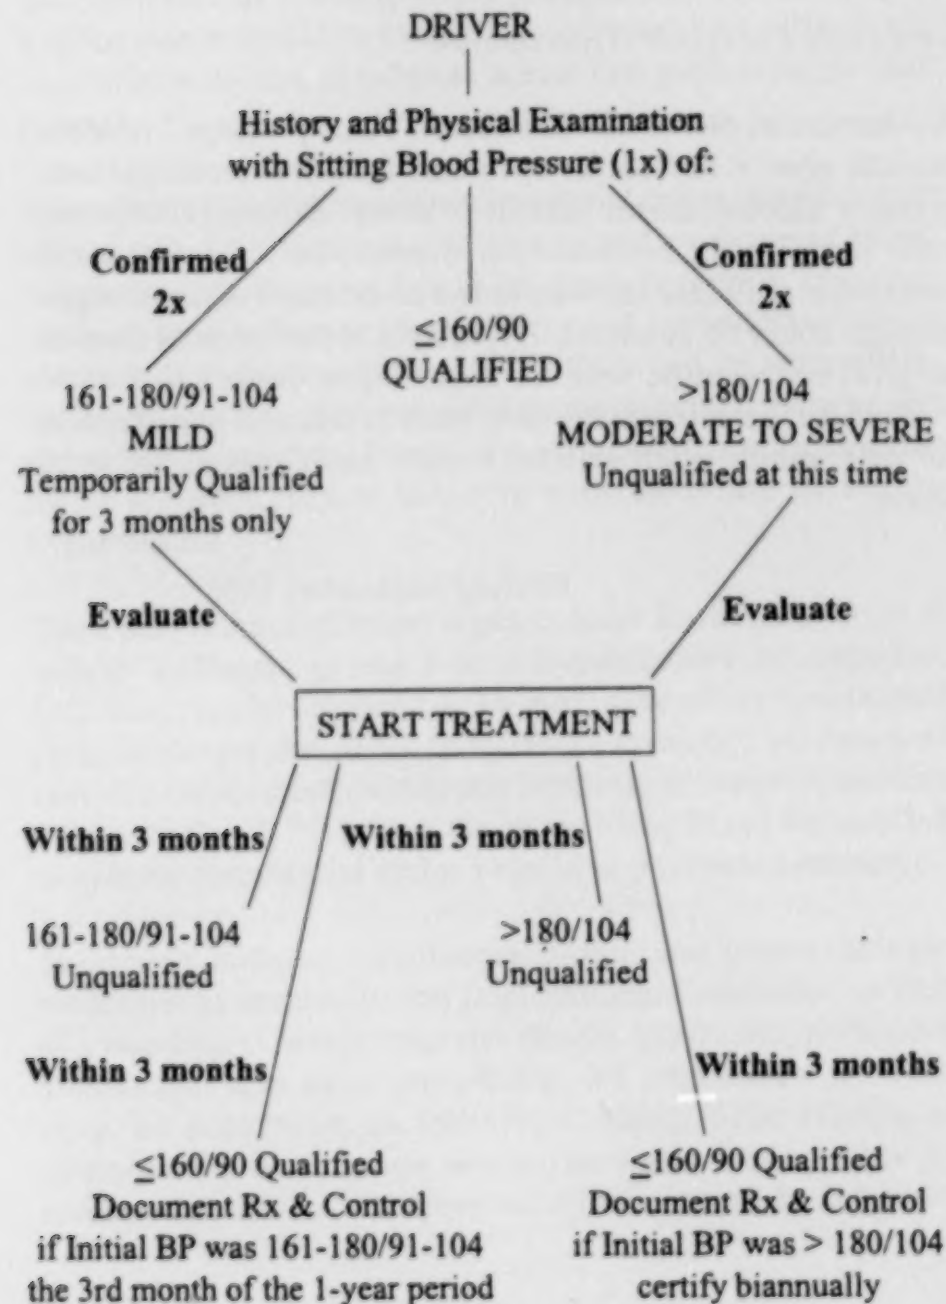 DRIVER
History and Physical Examination
with Sitting Blood Pressure (1x) of:
Confirmed
2x
161-180/91-104
MILD
Temporarily Qualified
for 3 months only
≤160/90
QUALIFIED
Confirmed
2x
>180/104
MODERATE TO SEVERE
Unqualified at this time
Evaluate
Evaluate
START TREATMENT
Within 3 months
161-180/91-104
Unqualified
Within 3 months
>180/104
Unqualified
Within 3 months
≤160/90 Qualified
Document Rx & Control
if Initial BP was 161-180/91-104
the 3rd month of the 1-year period
Within 3 months
≤160/90 Qualified
Document Rx & Control
if Initial BP was > 180/104
certify biannually